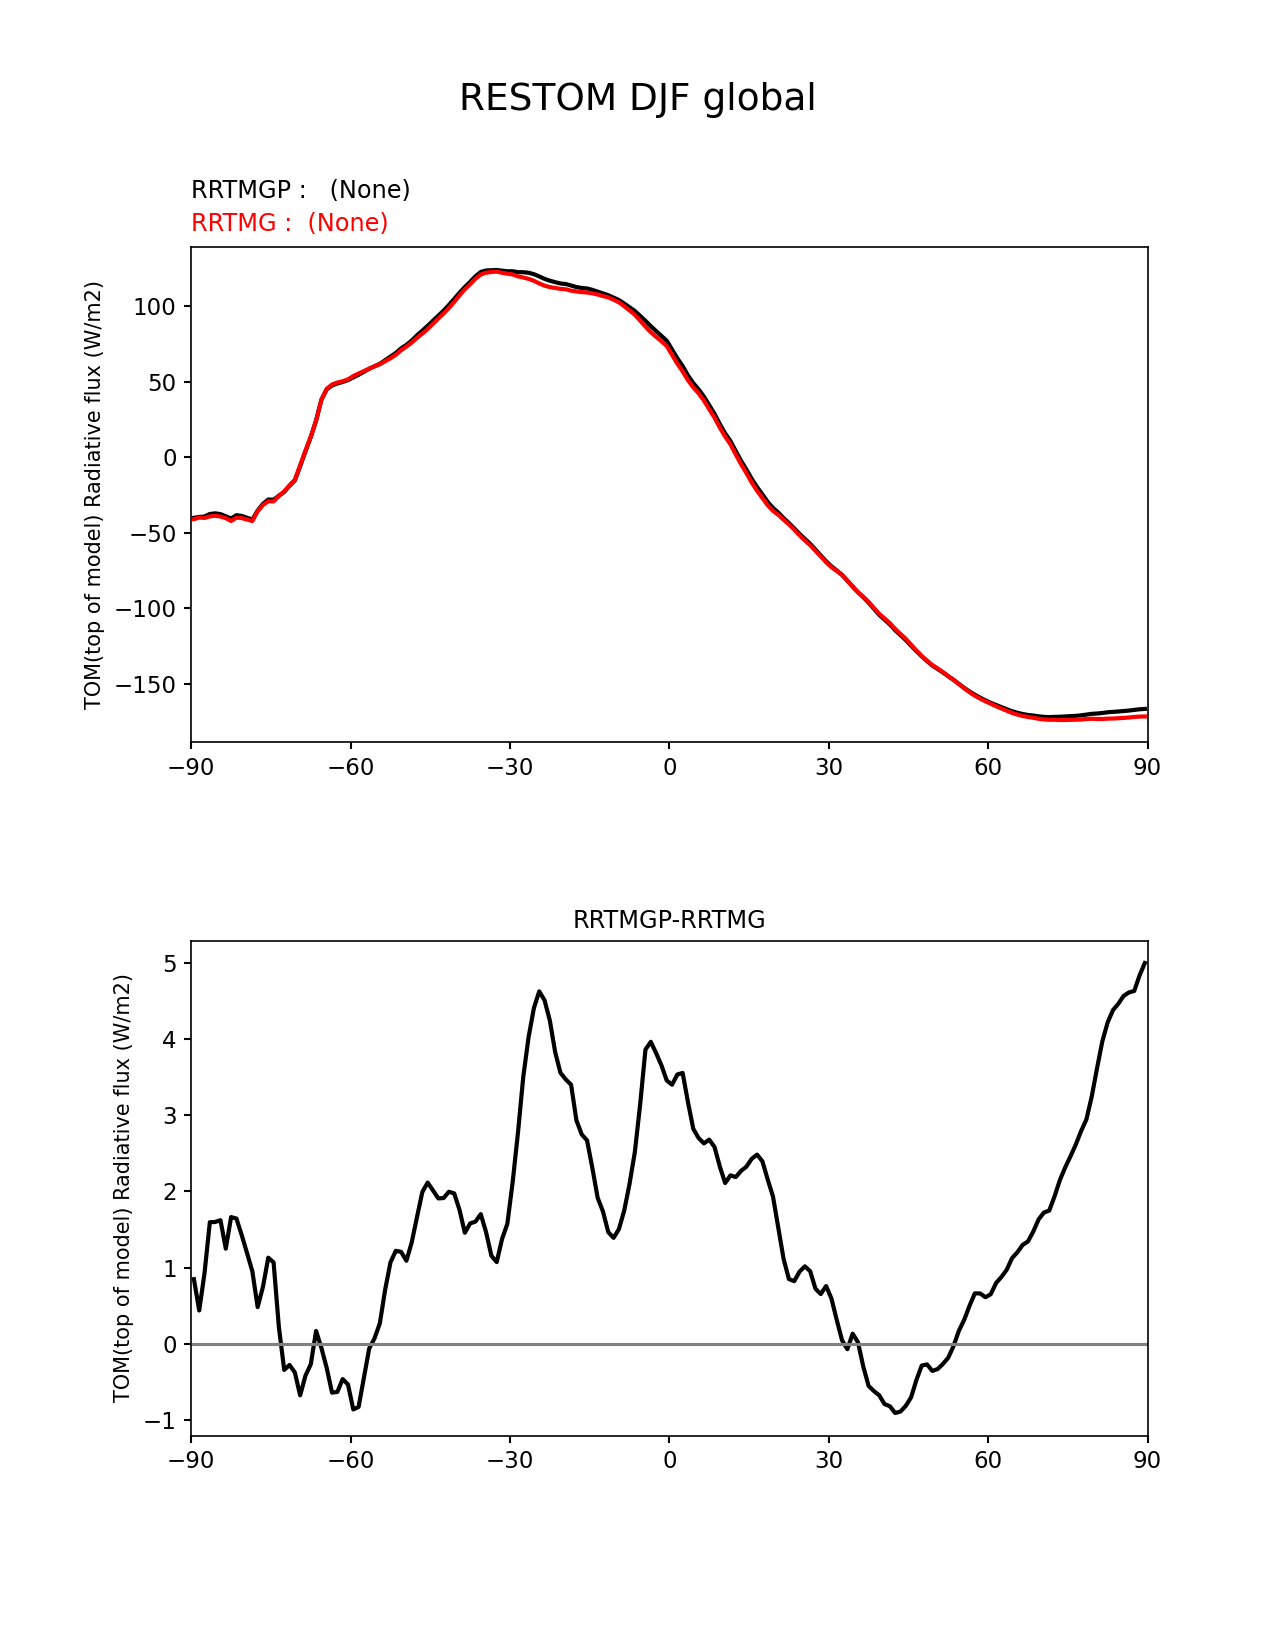 RESTOM DJF global
RRTMGP :   (None)
RRTMG :  (None)
TOM(top of model) Radiative flux (W/m2)
100
50
0
−50
−100
−150
−90 −60 −30 0 30 60 90
RRTMGP-RRTMG
TOM(top of model) Radiative flux (W/m2)
5
4
3
2
1
0
−1
−90 −60 −30 0 30 60 90